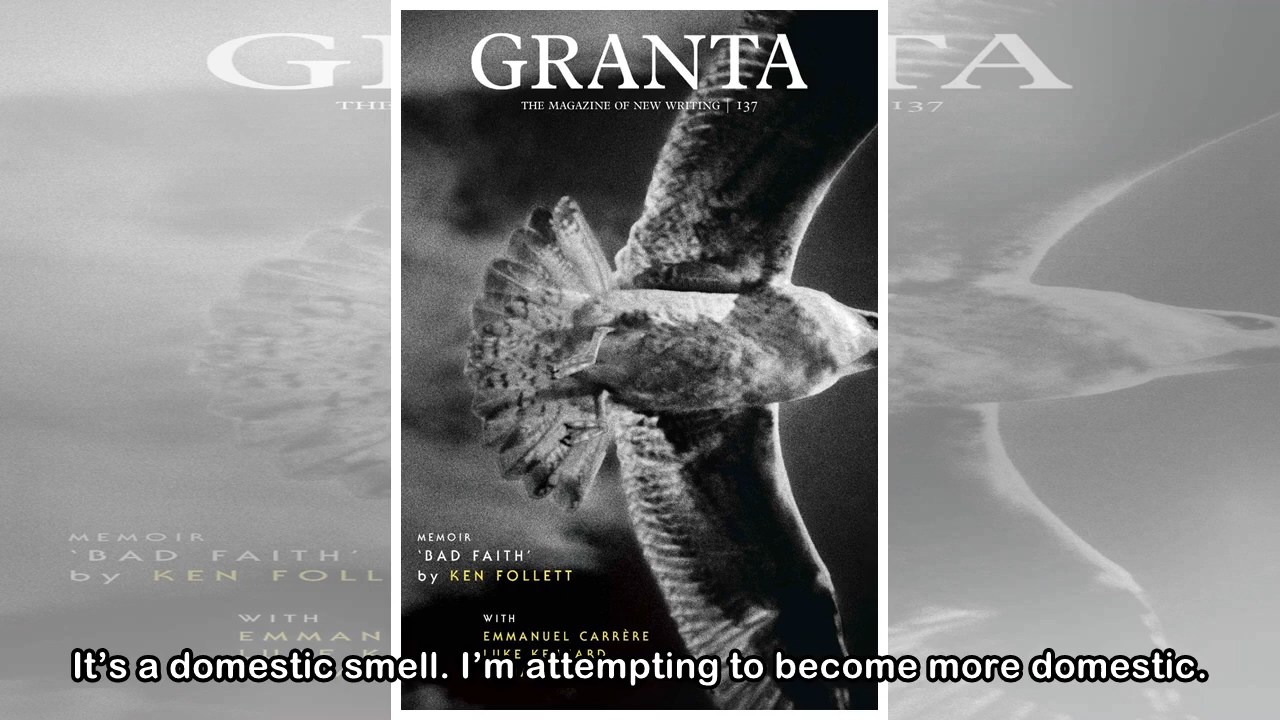 GRANTA
THE MAGAZINE OF NEW WRITING | 137
MEMOIR
‘BAD FAITH’
by KEN FOLLETT
WITH
EMMANUEL CARRÈRE
It’s a domestic smell. I’m attempting to become more domestic.